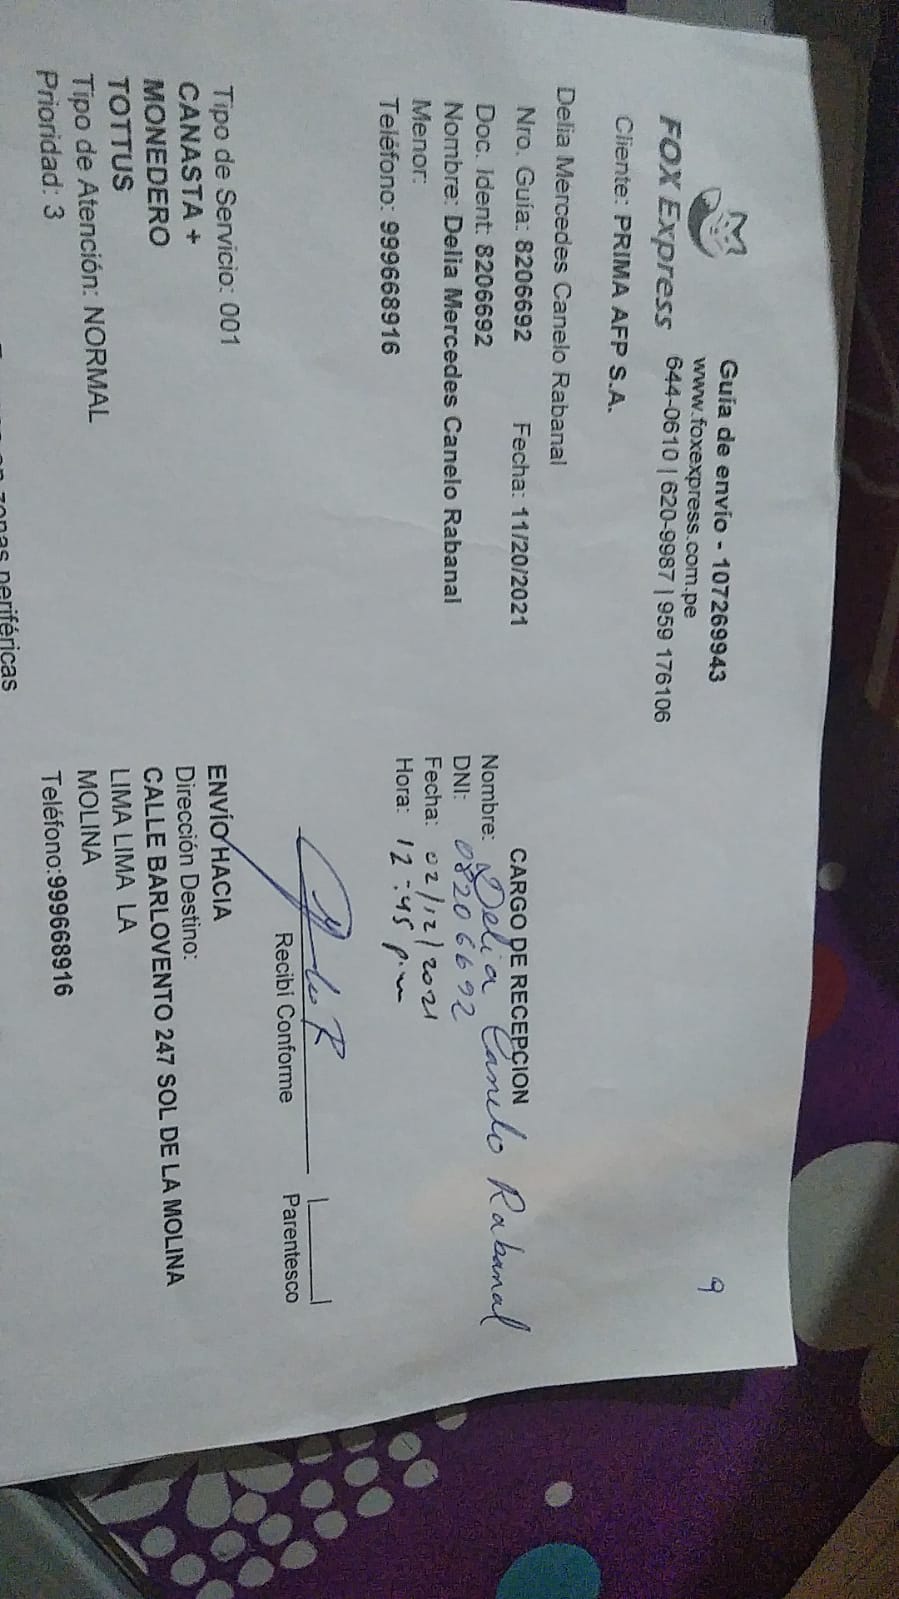 FOX Express
Guía de envío - 107269943
www.foxexpress.com.pe
644-0610 | 620-9987 | 959 176106
9
Cliente: PRIMA AFP S.A.
Delia Mercedes Canelo Rabanal
Nro. Guía: 8206692 Fecha: 11/20/2021
Doc. Ident: 8206692
Nombre: Delia Mercedes Canelo Rabanal
Menor:
Teléfono: 999668916
CARGO DE RECEPCION
Nombre: Delia Canelo Rabanal
DNI: 08206692
Fecha: 02/12/2021
Hora: 12:45 p.m
Recibí Conforme
Parentesco
Tipo de Servicio: 001
CANASTA +
MONEDERO
TOTTUS
Tipo de Atención: NORMAL
Prioridad: 3
ENVÍO HACIA
Dirección Destino:
CALLE BARLOVENTO 247 SOL DE LA MOLINA
LIMA LIMA LA
MOLINA
Teléfono:999668916
zonas periféricas